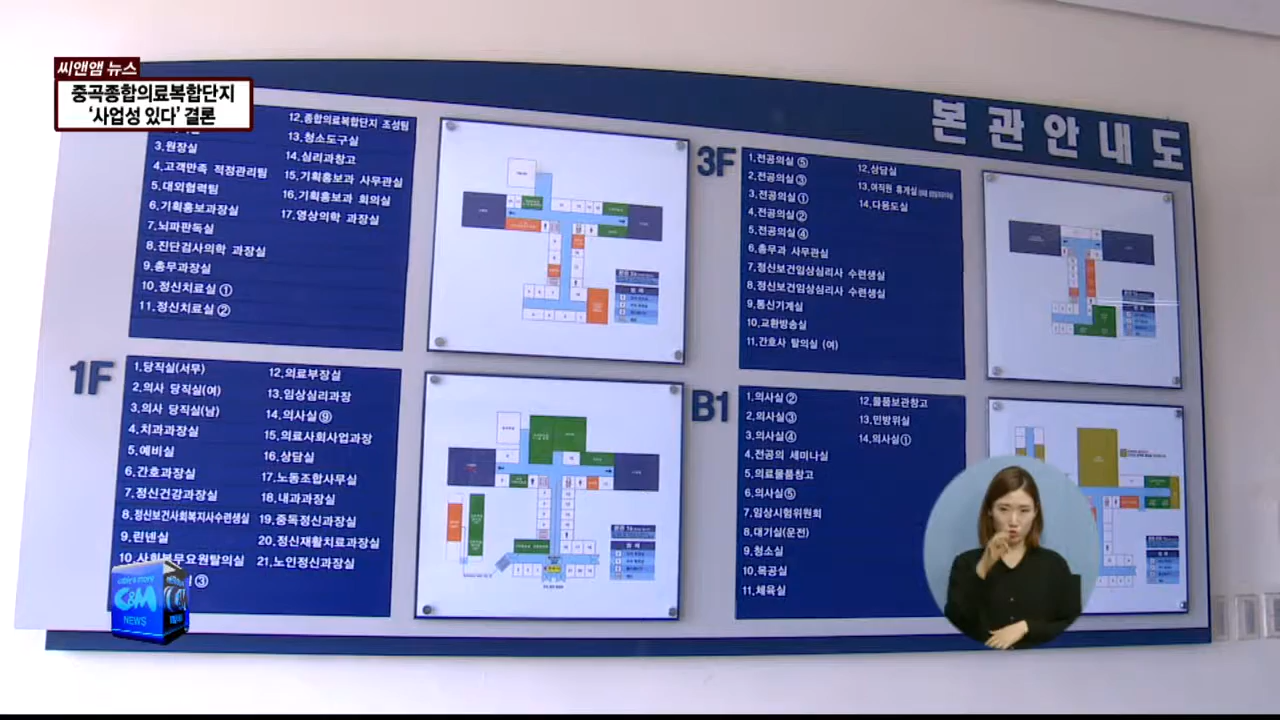 씨앤앰 뉴스
중곡종합의료복합단지
‘사업성 있다’ 결론
본관안내도
3.원장실
4.고객만족 적정관리팀
5.대외협력팀
6.기획홍보과장실
7.뇌파판독실
8.진단검사의학 과장실
9.총무과장실
10.정신치료실①
11.정신치료실②
12.종합의료복합단지 조성팀
13.청소도구실
14.심리과창고
15.기획홍보과 사무관실
16.기획홍보과 회의실
17.영상의학 과장실
3F
1.전공의실⑤
2.전공의실③
3.전공의실①
4.전공의실②
5.전공의실④
6.총무과 사무관실
7.정신보건임상심리사 수련생실
8.정신보건임상심리사 수련생실
9.통신기계실
10.교환방송실
11.간호사 탈의실 (여)
12.상담실
13.여직원 휴게실
14.다용도실
1F
1.당직실(서무)
2.의사 당직실(여)
3.의사 당직실(남)
4.치과과장실
5.예비실
6.간호과장실
7.정신건강과장실
8.정신보건사회복지사수련생실
9.린넨실
10.사회복무요원탈의실
③
12.의료부장실
13.임상심리과장
14.의사실⑨
15.의료사회사업과장
16.상담실
17.노동조합사무실
18.내과과장실
19.중독정신과장실
20.정신재활치료과장실
21.노인정신과장실
B1
1.의사실②
2.의사실③
3.의사실④
4.전공의 세미나실
5.의료물품창고
6.의사실⑤
7.임상시험위원회
8.대기실(운전)
9.청소실
10.목공실
11.체육실
12.물품보관창고
13.민방위실
14.의사실①
C&M
NEWS